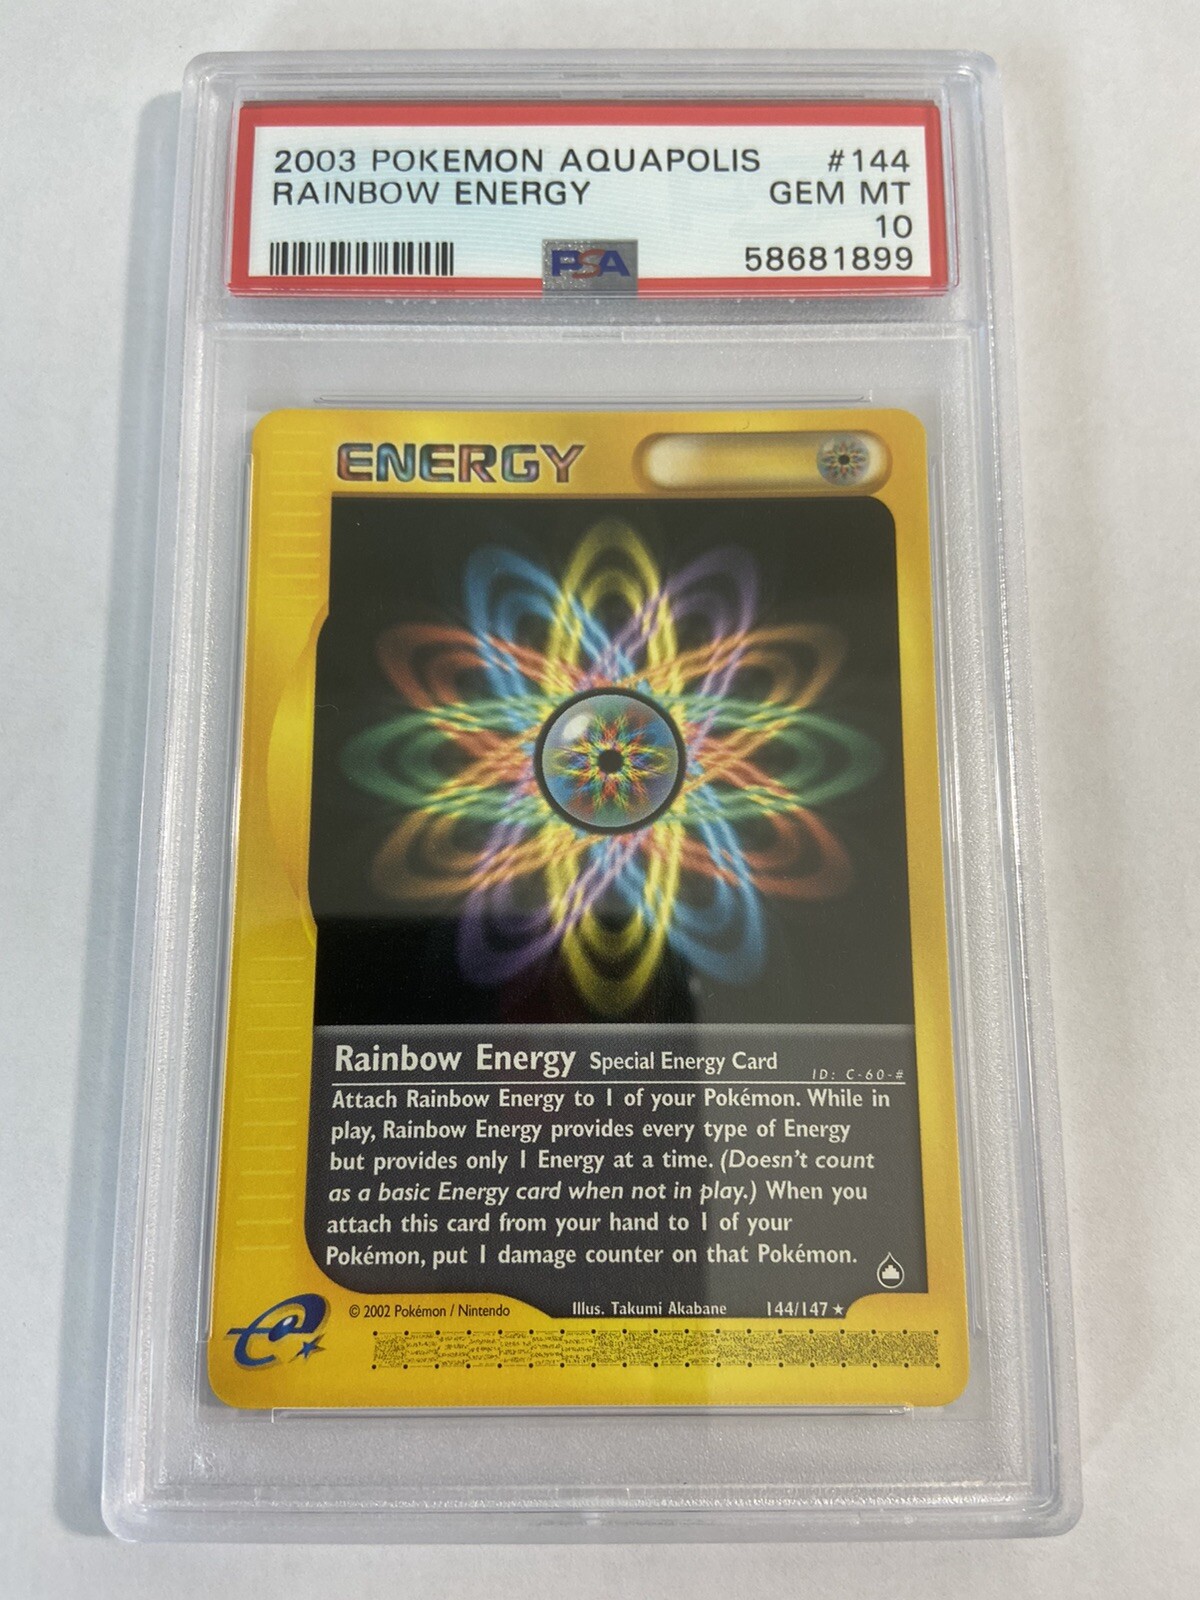 2003 POKEMON AQUAPOLIS #144
RAINBOW ENERGY GEM MT
10
PSA 58681899
ENERGY
Rainbow Energy Special Energy Card
ID: C-60-#
Attach Rainbow Energy to 1 of your Pokémon. While in
play, Rainbow Energy provides every type of Energy
but provides only 1 Energy at a time. (Doesn't count
as a basic Energy card when not in play.) When you
attach this card from your hand to 1 of your
Pokémon, put 1 damage counter on that Pokémon.
© 2002 Pokémon / Nintendo Illus. Takumi Akabane 144/147 ★
e